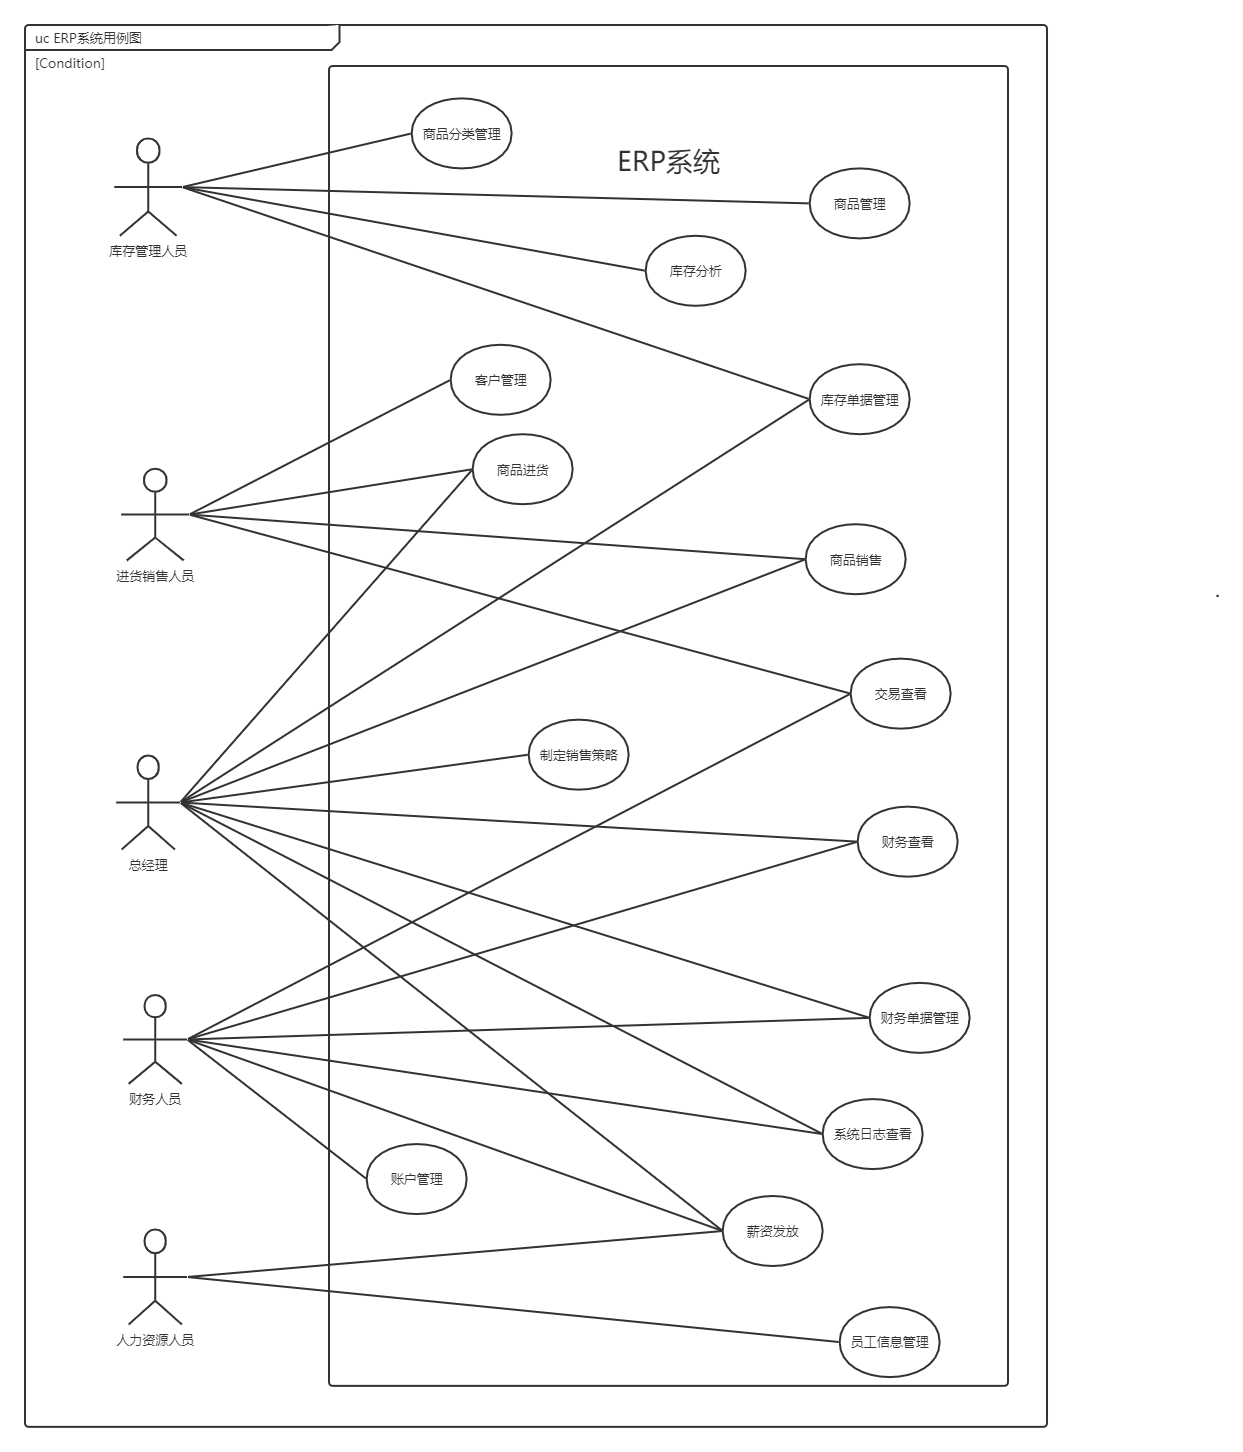 uc ERP系统用例图
[Condition]
商品分类管理
ERP系统
商品管理
库存管理人员
库存分析
客户管理
库存单据管理
商品进货
商品销售
进货销售人员
交易查看
制定销售策略
财务查看
总经理
财务单据管理
财务人员
系统日志查看
账户管理
薪资发放
人力资源人员
员工信息管理